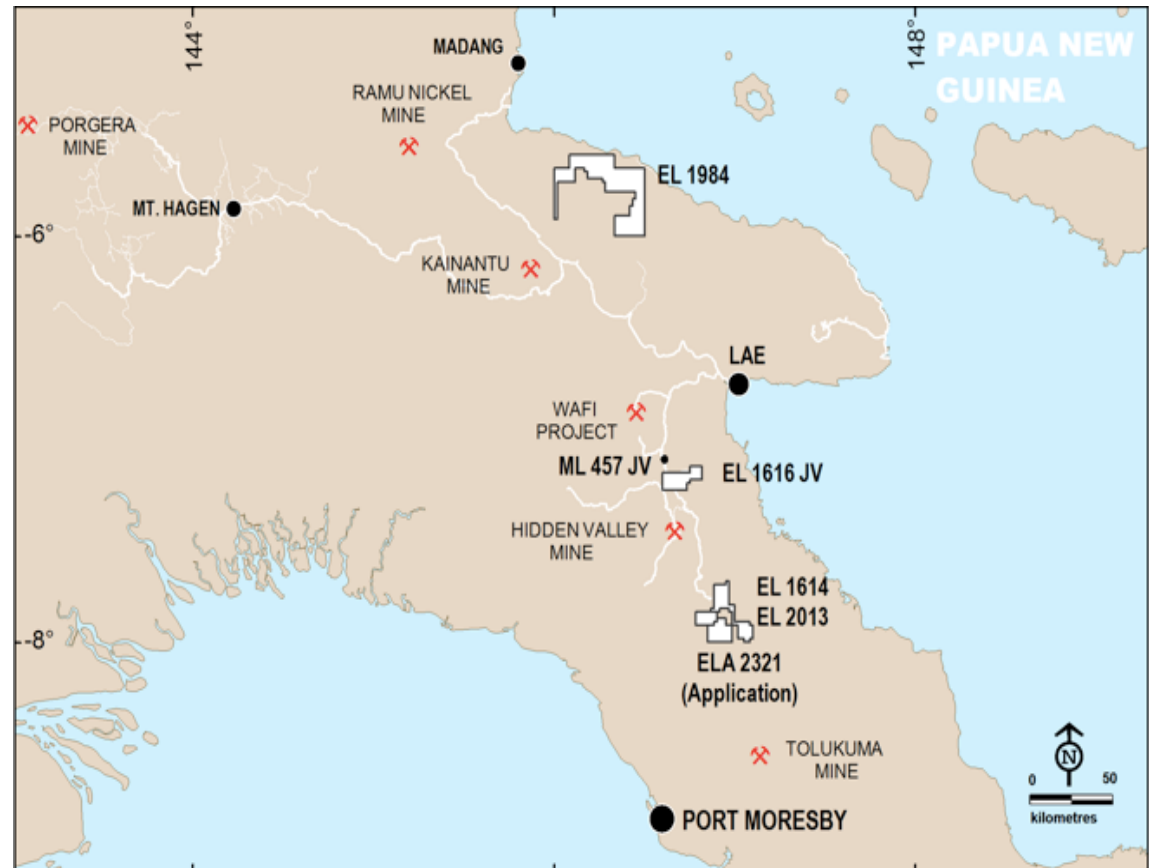 144°
148°
PAPUA NEW
GUINEA
MADANG
RAMU NICKEL
MINE
PORGERA
MINE
EL 1984
MT. HAGEN
-6°
KAINANTU
MINE
LAE
WAFI
PROJECT
ML 457 JV
EL 1616 JV
HIDDEN VALLEY
MINE
EL 1614
EL 2013
-8°
ELA 2321
(Application)
TOLUKUMA
MINE
N
0 50
kilometres
PORT MORESBY